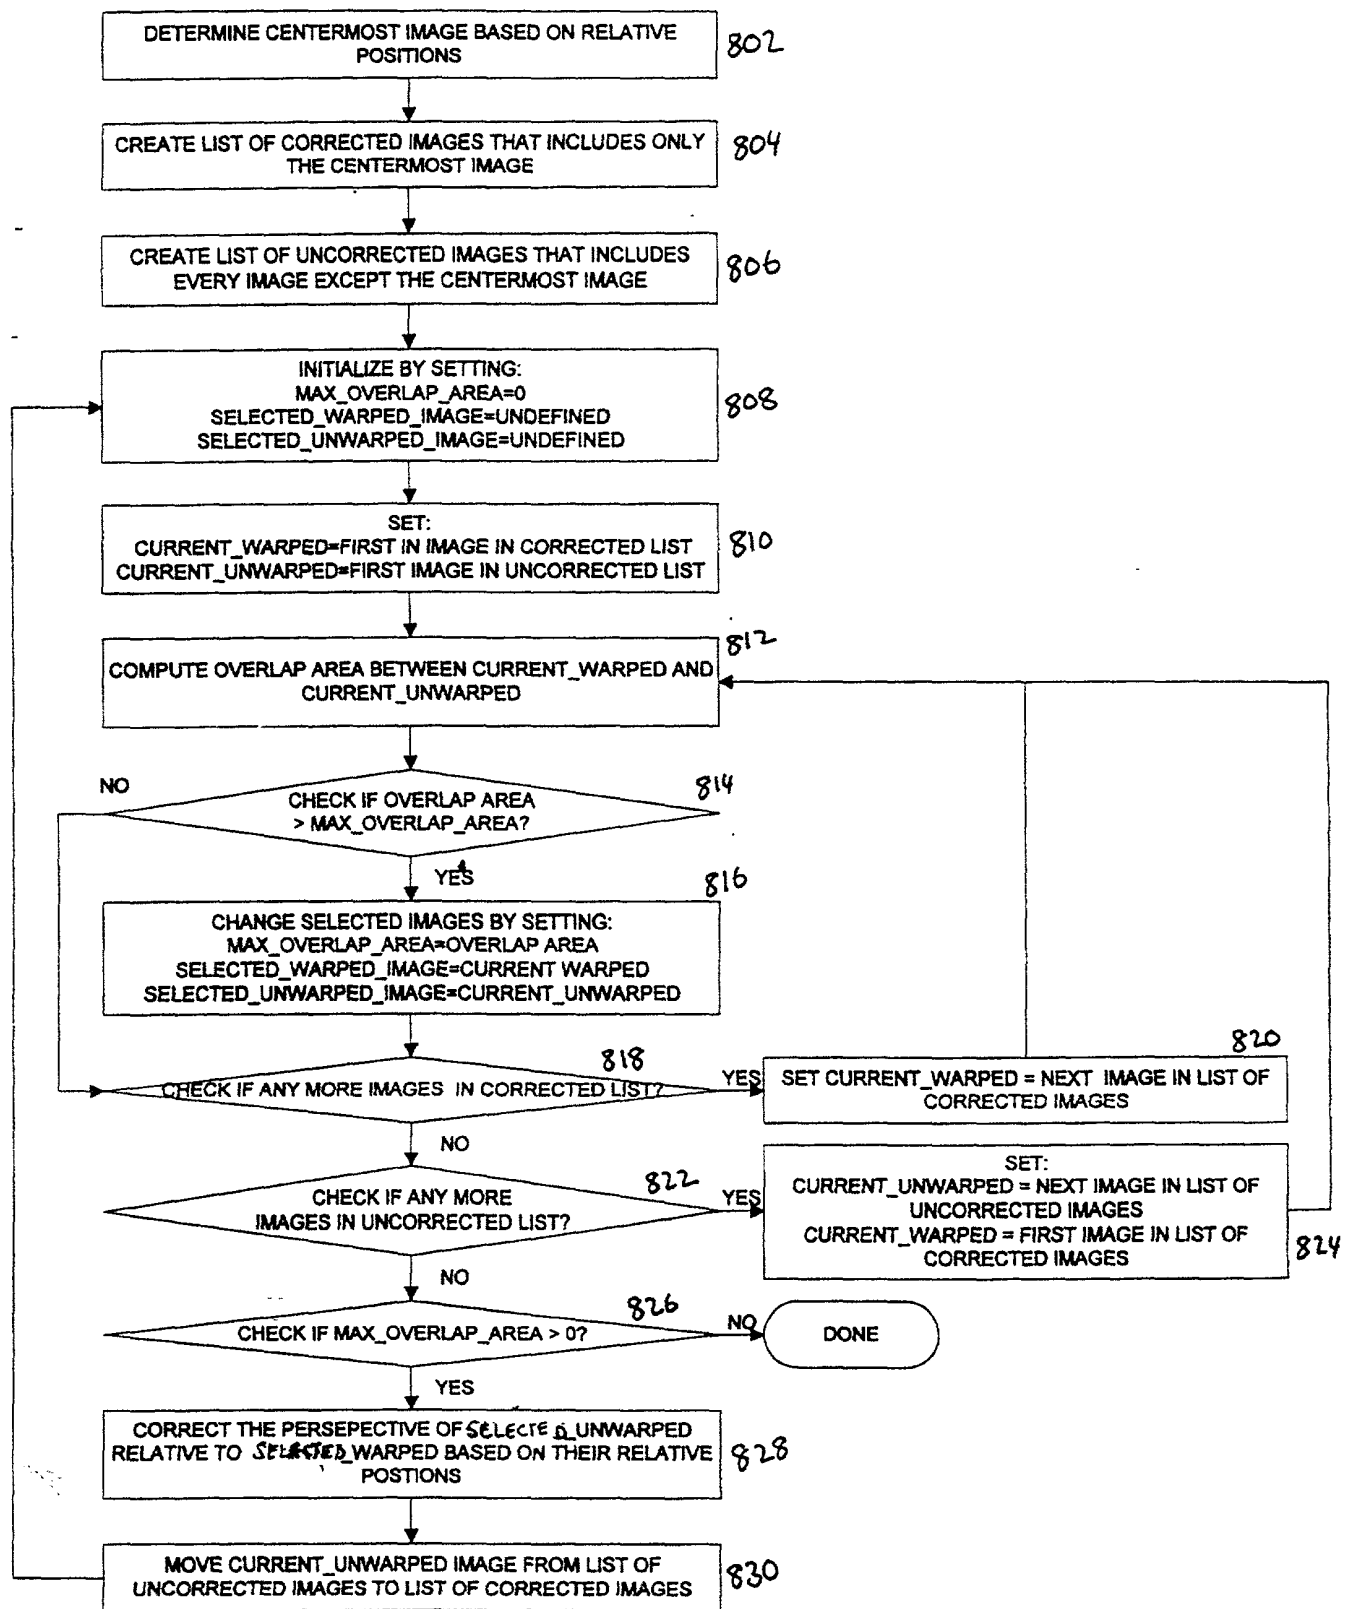 DETERMINE CENTERMOST IMAGE BASED ON RELATIVE
POSITIONS
802
CREATE LIST OF CORRECTED IMAGES THAT INCLUDES ONLY
THE CENTERMOST IMAGE
804
CREATE LIST OF UNCORRECTED IMAGES THAT INCLUDES
EVERY IMAGE EXCEPT THE CENTERMOST IMAGE
806
INITIALIZE BY SETTING:
MAX_OVERLAP_AREA=0
SELECTED_WARPED_IMAGE=UNDEFINED
SELECTED_UNWARPED_IMAGE=UNDEFINED
808
SET:
CURRENT_WARPED=FIRST IN IMAGE IN CORRECTED LIST
CURRENT_UNWARPED=FIRST IMAGE IN UNCORRECTED LIST
810
812
COMPUTE OVERLAP AREA BETWEEN CURRENT_WARPED AND
CURRENT_UNWARPED
NO
814
CHECK IF OVERLAP AREA
> MAX_OVERLAP_AREA?
YES
816
CHANGE SELECTED IMAGES BY SETTING:
MAX_OVERLAP_AREA=OVERLAP AREA
SELECTED_WARPED_IMAGE=CURRENT WARPED
SELECTED_UNWARPED_IMAGE=CURRENT_UNWARPED
818
CHECK IF ANY MORE IMAGES IN CORRECTED LIST?
YES
820
SET CURRENT_WARPED = NEXT IMAGE IN LIST OF
CORRECTED IMAGES
NO
822
CHECK IF ANY MORE
IMAGES IN UNCORRECTED LIST?
YES
SET:
CURRENT_UNWARPED = NEXT IMAGE IN LIST OF
UNCORRECTED IMAGES
CURRENT_WARPED = FIRST IMAGE IN LIST OF
CORRECTED IMAGES
824
NO
826
CHECK IF MAX_OVERLAP_AREA > 0?
NO
DONE
YES
CORRECT THE PERSEPECTIVE OF SELECTED_UNWARPED
RELATIVE TO SELECTED_WARPED BASED ON THEIR RELATIVE
POSTIONS
828
MOVE CURRENT_UNWARPED IMAGE FROM LIST OF
UNCORRECTED IMAGES TO LIST OF CORRECTED IMAGES
830